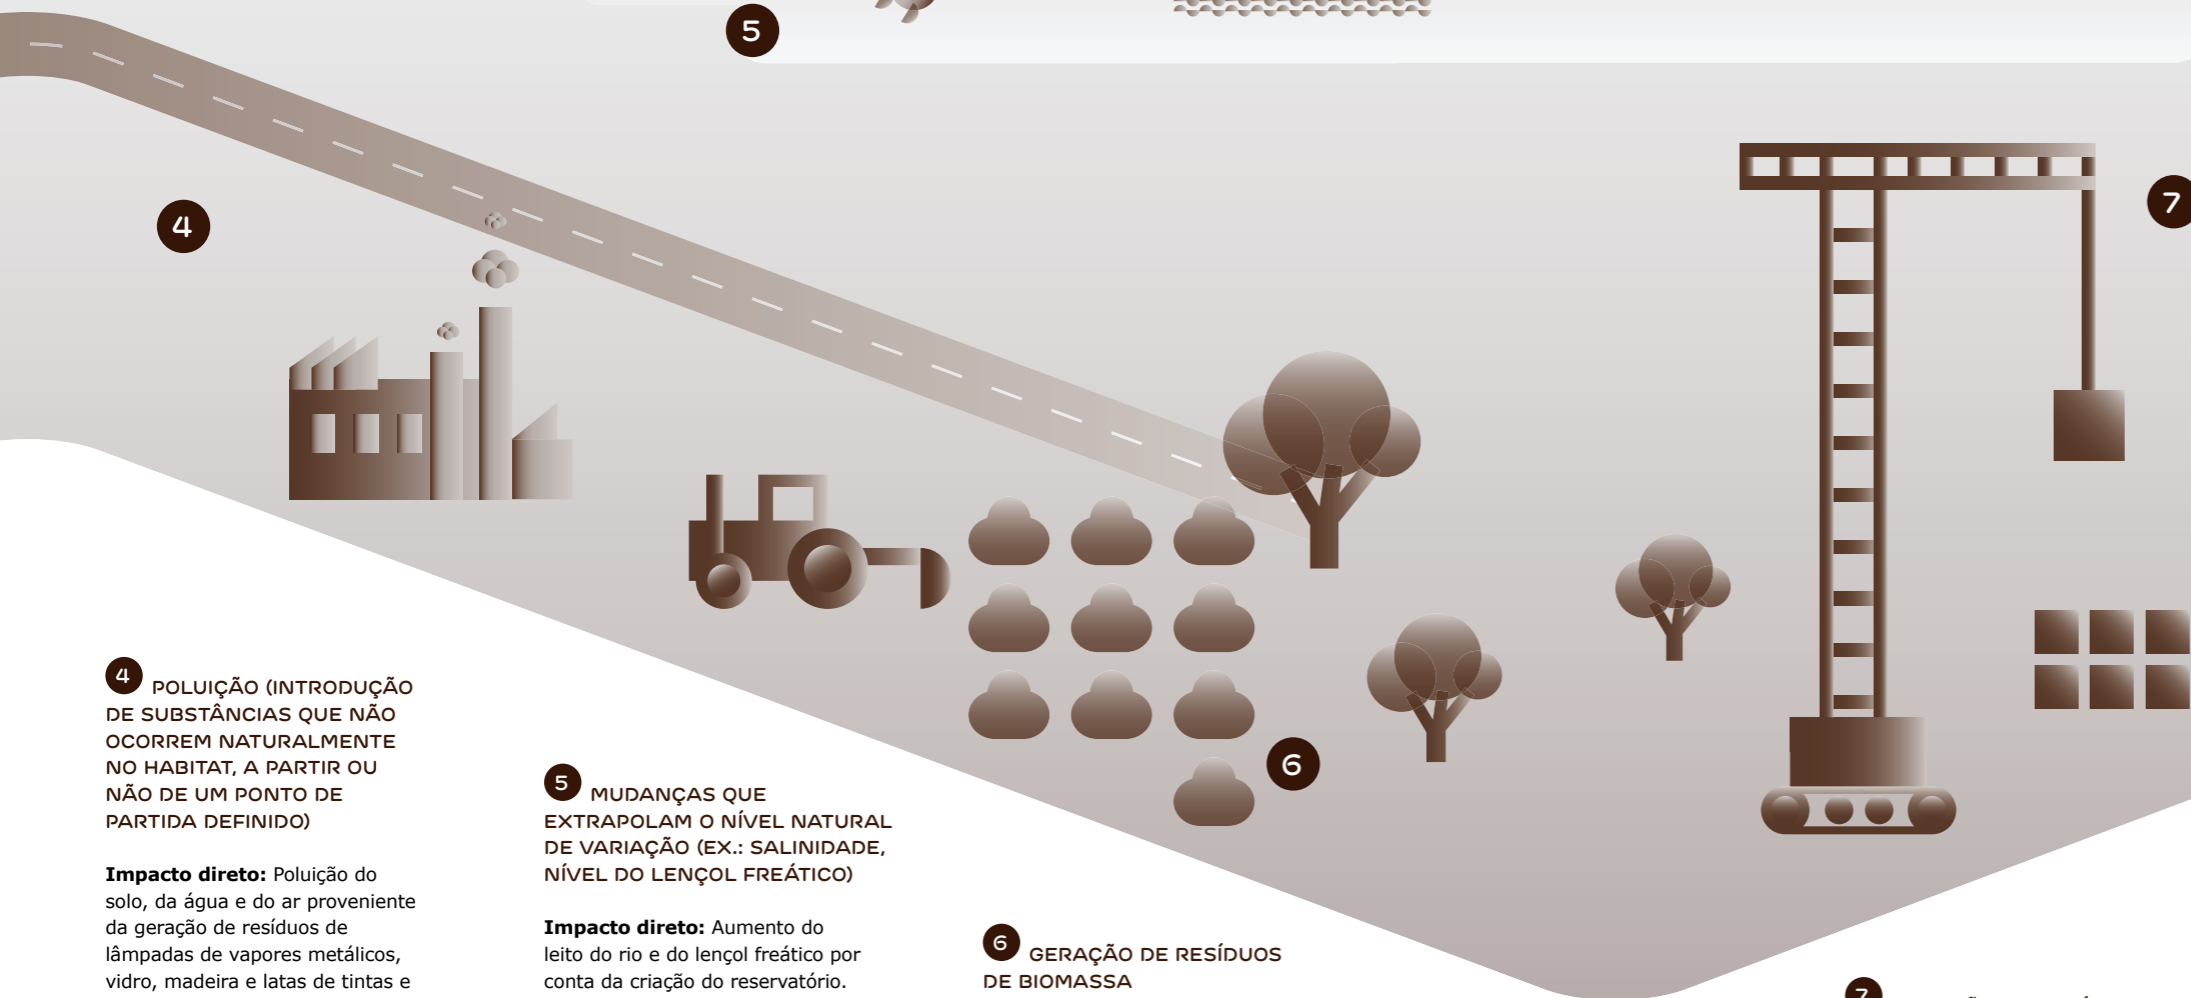 5
4
7
6
4 POLUIÇÃO (INTRODUÇÃO
DE SUBSTÂNCIAS QUE NÃO
OCORREM NATURALMENTE
NO HABITAT, A PARTIR OU
NÃO DE UM PONTO DE
PARTIDA DEFINIDO)
Impacto direto: Poluição do
solo, da água e do ar proveniente
da geração de resíduos de
lâmpadas de vapores metálicos,
vidro, madeira e latas de tintas e
5 MUDANÇAS QUE
EXTRAPOLAM O NÍVEL NATURAL
DE VARIAÇÃO (EX.: SALINIDADE,
NÍVEL DO LENÇOL FREÁTICO)
Impacto direto: Aumento do
leito do rio e do lençol freático por
conta da criação do reservatório.
6 GERAÇÃO DE RESÍDUOS
DE BIOMASSA
7